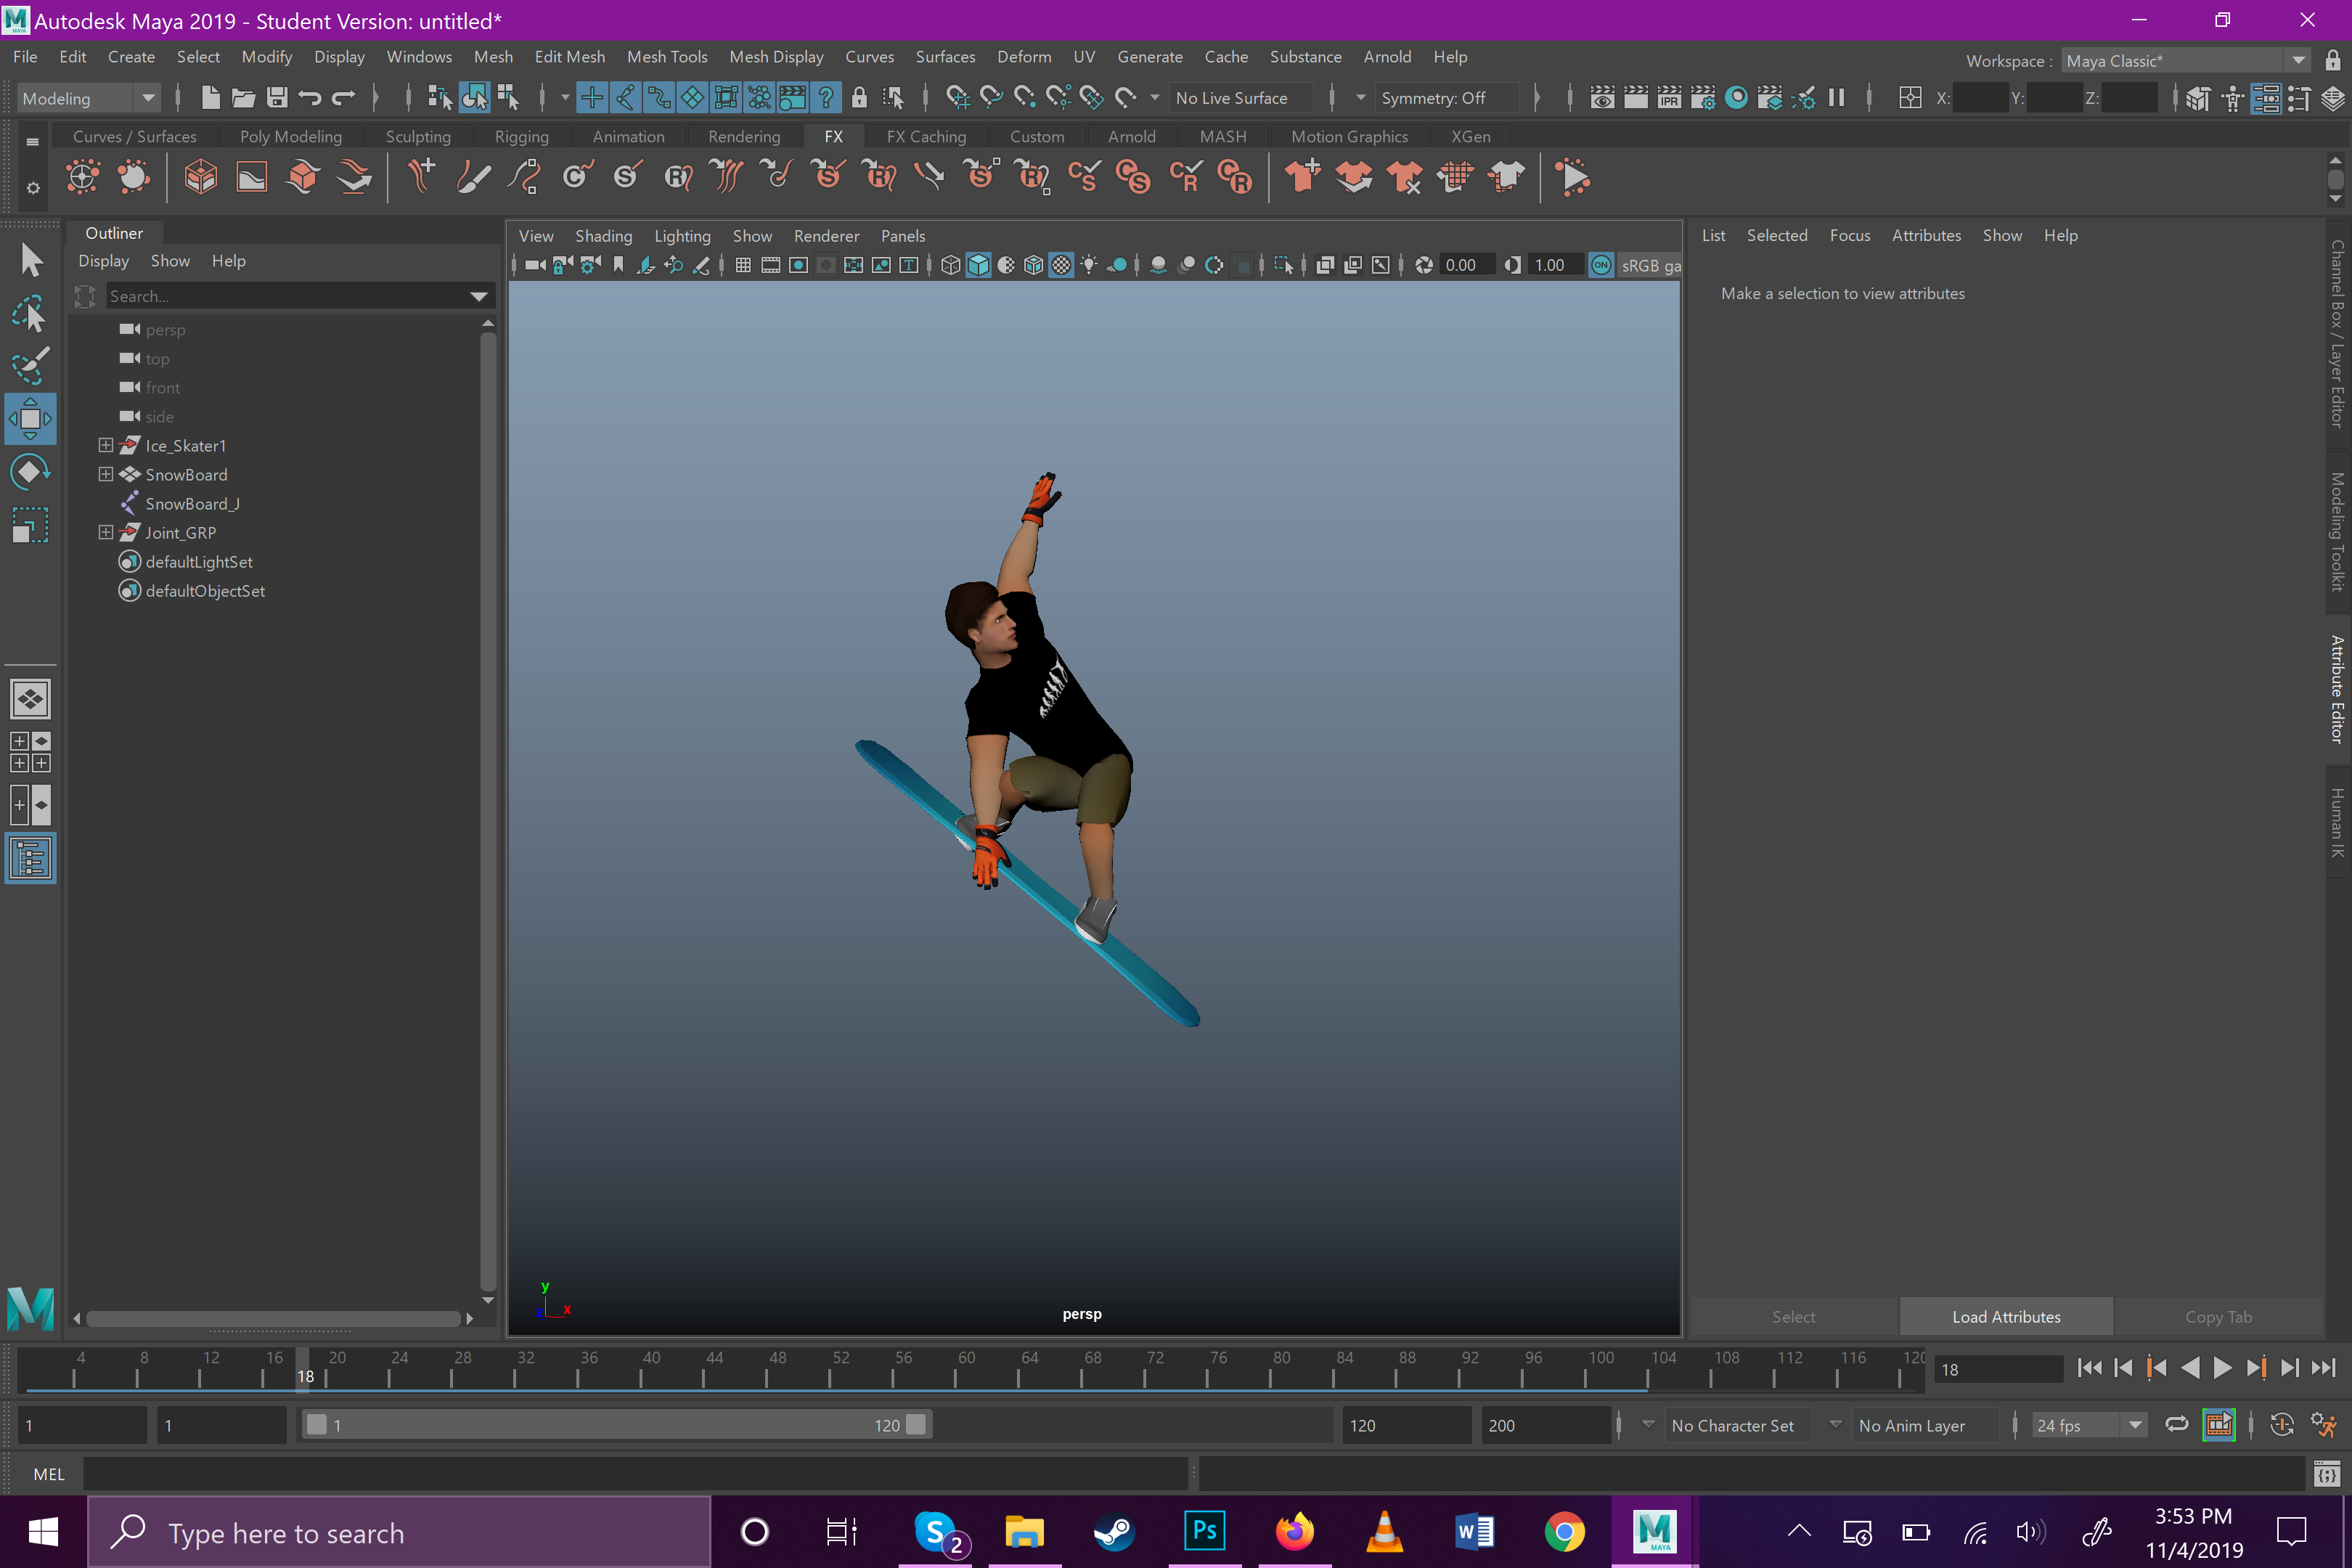 Autodesk Maya 2019 - Student Version: untitled*
File Edit Create Select Modify Display Windows Mesh Edit Mesh Mesh Tools Mesh Display Curves Surfaces Deform UV Generate Cache Substance Arnold Help
Workspace : Maya Classic*
Modeling No Live Surface Symmetry: Off IPR X: Y: Z:
Curves / Surfaces Poly Modeling Sculpting Rigging Animation Rendering FX FX Caching Custom Arnold MASH Motion Graphics XGen
Outliner
Display Show Help
Search...
persp
top
front
side
Ice_Skater1
SnowBoard
SnowBoard_J
Joint_GRP
defaultLightSet
defaultObjectSet
View Shading Lighting Show Renderer Panels
0.00 1.00 ON sRGB ga
y
x
z
persp
List Selected Focus Attributes Show Help
Make a selection to view attributes
Select Load Attributes Copy Tab
Channel Box / Layer Editor
Modeling Toolkit
Attribute Editor
Human IK
4 8 12 16 20 24 28 32 36 40 44 48 52 56 60 64 68 72 76 80 84 88 92 96 100 104 108 112 116 120
18
18
1 1 1 120 120 200 No Character Set No Anim Layer 24 fps
MEL
Type here to search
S 2 Ps W MAYA
3:53 PM
11/4/2019